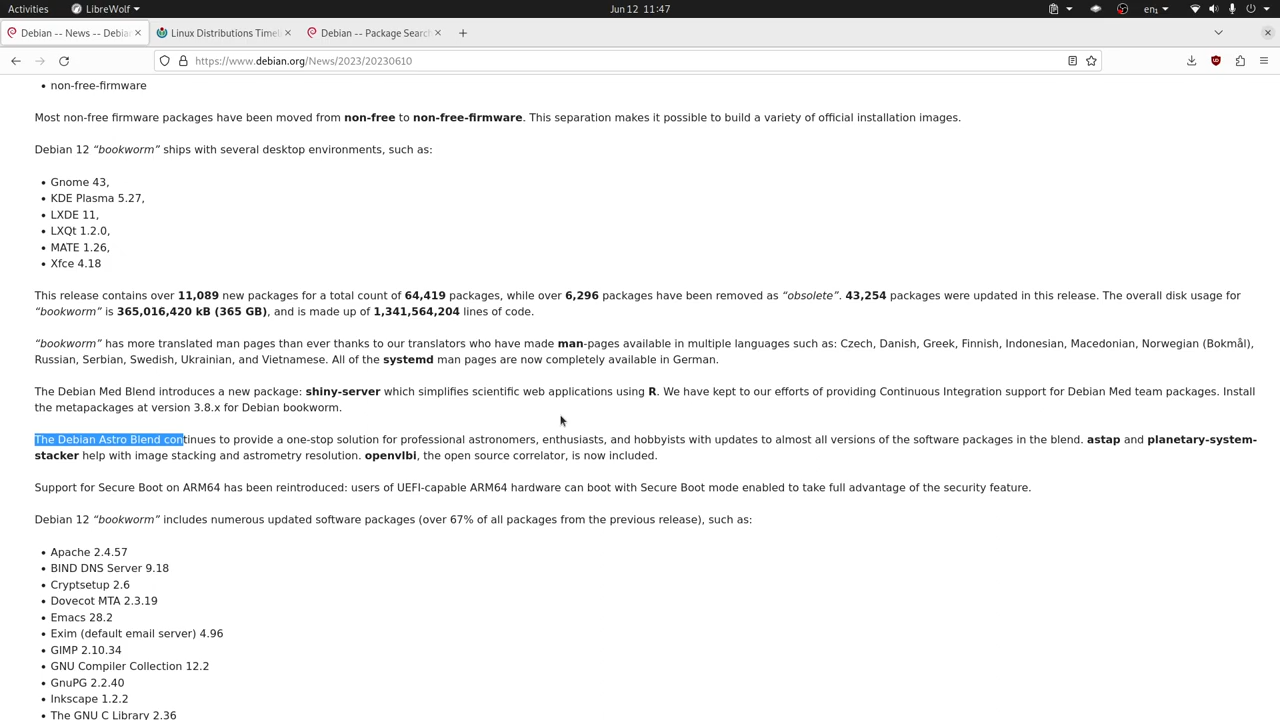 Activities LibreWolf Jun 12 11:47 en₁
Debian -- News -- Debian Linux Distributions Timel Debian -- Package Search
https://www.debian.org/News/2023/20230610
• non-free-firmware
Most non-free firmware packages have been moved from non-free to non-free-firmware. This separation makes it possible to build a variety of official installation images.
Debian 12 “bookworm” ships with several desktop environments, such as:
• Gnome 43,
• KDE Plasma 5.27,
• LXDE 11,
• LXQt 1.2.0,
• MATE 1.26,
• Xfce 4.18
This release contains over 11,089 new packages for a total count of 64,419 packages, while over 6,296 packages have been removed as “obsolete”. 43,254 packages were updated in this release. The overall disk usage for
“bookworm” is 365,016,420 kB (365 GB), and is made up of 1,341,564,204 lines of code.
“bookworm” has more translated man pages than ever thanks to our translators who have made man-pages available in multiple languages such as: Czech, Danish, Greek, Finnish, Indonesian, Macedonian, Norwegian (Bokmål),
Russian, Serbian, Swedish, Ukrainian, and Vietnamese. All of the systemd man pages are now completely available in German.
The Debian Med Blend introduces a new package: shiny-server which simplifies scientific web applications using R. We have kept to our efforts of providing Continuous Integration support for Debian Med team packages. Install
the metapackages at version 3.8.x for Debian bookworm.
The Debian Astro Blend continues to provide a one-stop solution for professional astronomers, enthusiasts, and hobbyists with updates to almost all versions of the software packages in the blend. astap and planetary-system-
stacker help with image stacking and astrometry resolution. openvlbi, the open source correlator, is now included.
Support for Secure Boot on ARM64 has been reintroduced: users of UEFI-capable ARM64 hardware can boot with Secure Boot mode enabled to take full advantage of the security feature.
Debian 12 “bookworm” includes numerous updated software packages (over 67% of all packages from the previous release), such as:
• Apache 2.4.57
• BIND DNS Server 9.18
• Cryptsetup 2.6
• Dovecot MTA 2.3.19
• Emacs 28.2
• Exim (default email server) 4.96
• GIMP 2.10.34
• GNU Compiler Collection 12.2
• GnuPG 2.2.40
• Inkscape 1.2.2
• The GNU C Library 2.36